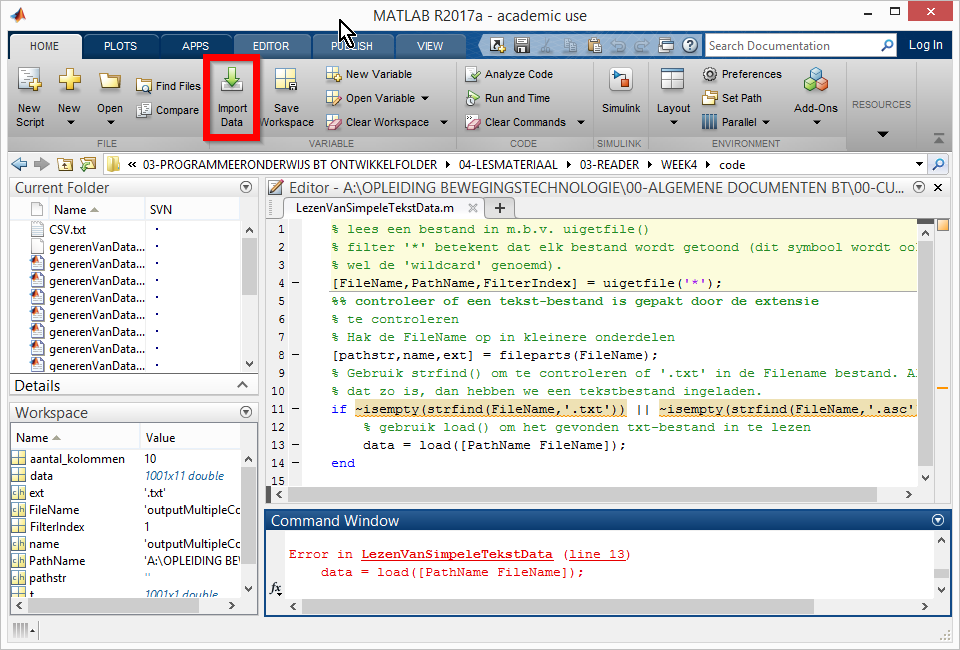 MATLAB R2017a - academic use
HOME PLOTS APPS EDITOR PUBLISH VIEW Search Documentation Log In
New Script New Open Find Files Compare Import Data Save Workspace New Variable Open Variable Clear Workspace Analyze Code Run and Time Clear Commands Simulink Layout Preferences Set Path Parallel Add-Ons RESOURCES
FILE VARIABLE CODE SIMULINK ENVIRONMENT
« 03-PROGRAMMEERONDERWIJS BT ONTWIKKELFOLDER 04-LESMATERIAAL 03-READER WEEK4 code
Current Folder
Name SVN
CSV.txt
generenVanData...
generenVanData...
generenVanData...
generenVanData...
generenVanData...
generenVanData...
generenVanData...
generenVanData...
Details
Workspace
Name Value
aantal_kolommen 10
data 1001x11 double
ext '.txt'
FileName 'outputMultipleCo
FilterIndex 1
name 'outputMultipleCo
PathName 'A:\OPLEIDING BEW
pathstr ''
t 1001x1 double
Editor - A:\OPLEIDING BEWEGINGSTECHNOLOGIE\00-ALGEMENE DOCUMENTEN BT\00-CU...
LezenVanSimpeleTekstData.m
1 % lees een bestand in m.b.v. uigetfile()
2 % filter '*' betekent dat elk bestand wordt getoond (dit symbool wordt ook
3 % wel de 'wildcard' genoemd).
4 – [FileName,PathName,FilterIndex] = uigetfile('*');
5 %% controleer of een tekst-bestand is gepakt door de extensie
6 % te controleren
7 % Hak de FileName op in kleinere onderdelen
8 – [pathstr,name,ext] = fileparts(FileName);
9 % Gebruik strfind() om te controleren of '.txt' in de Filename bestand. A
10 % dat zo is, dan hebben we een tekstbestand ingeladen.
11 – if ~isempty(strfind(FileName,'.txt')) || ~isempty(strfind(FileName,'.asc'
12 % gebruik load() om het gevonden txt-bestand in te lezen
13 – data = load([PathName FileName]);
14 – end
15
Command Window
Error in LezenVanSimpeleTekstData (line 13)
data = load([PathName FileName]);
fx